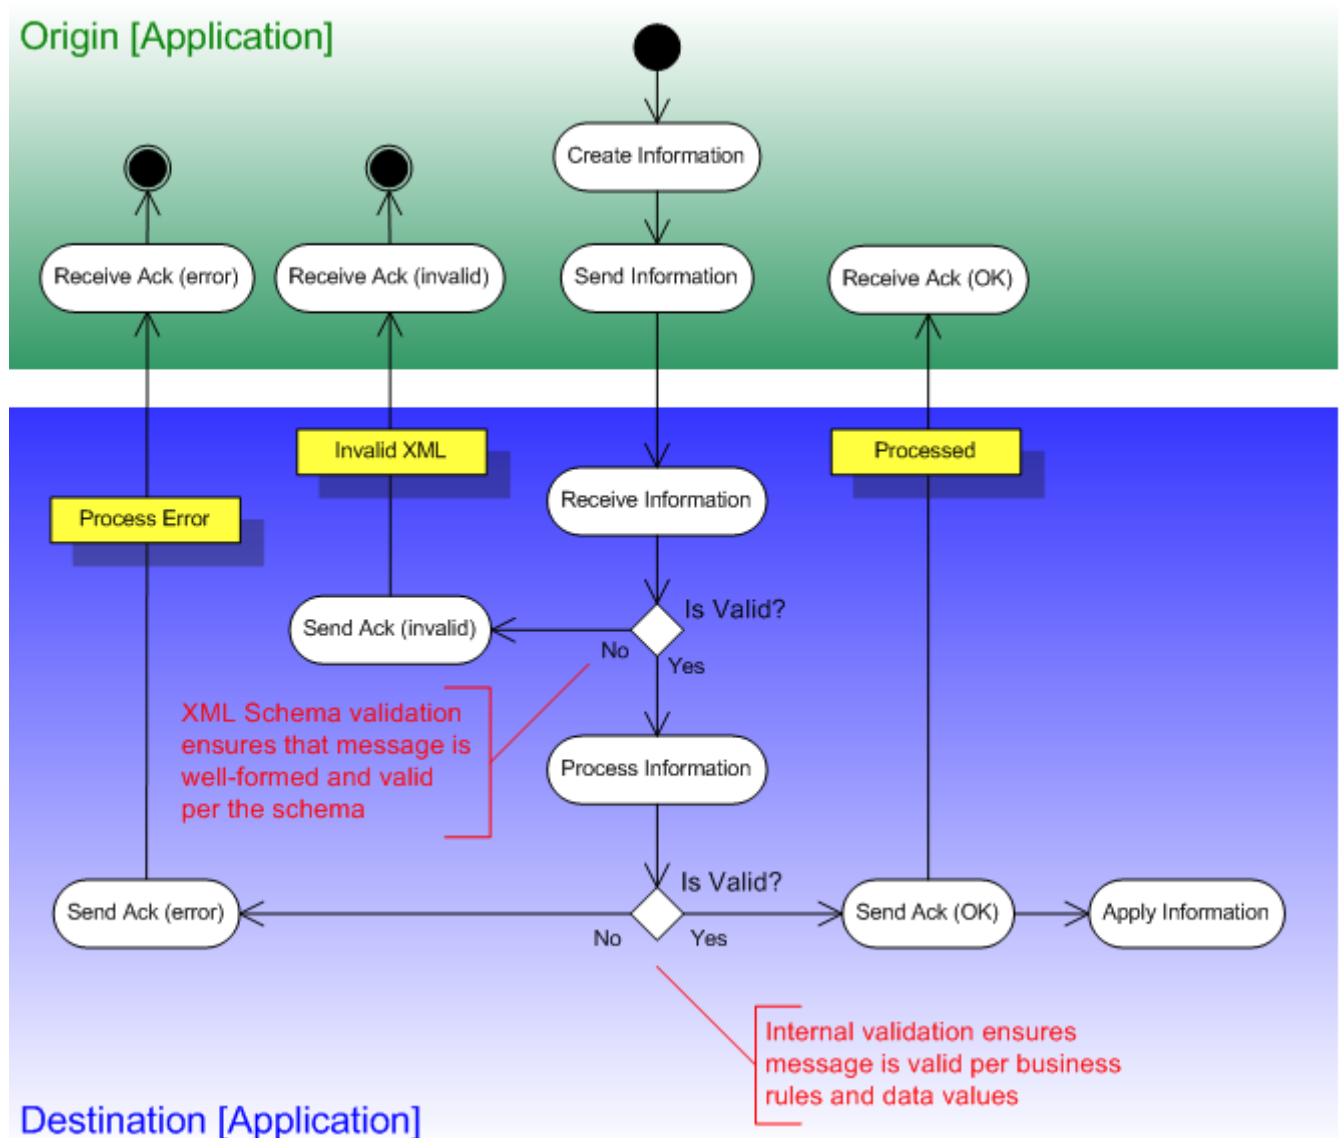 Origin [Application]
Create Information
Receive Ack (error)
Receive Ack (invalid)
Send Information
Receive Ack (OK)
Invalid XML
Processed
Receive Information
Process Error
Is Valid?
Send Ack (invalid)
No
Yes
XML Schema validation
ensures that message is
well-formed and valid
per the schema
Process Information
Is Valid?
Send Ack (error)
Send Ack (OK)
Apply Information
No
Yes
Internal validation ensures
message is valid per business
rules and data values
Destination [Application]